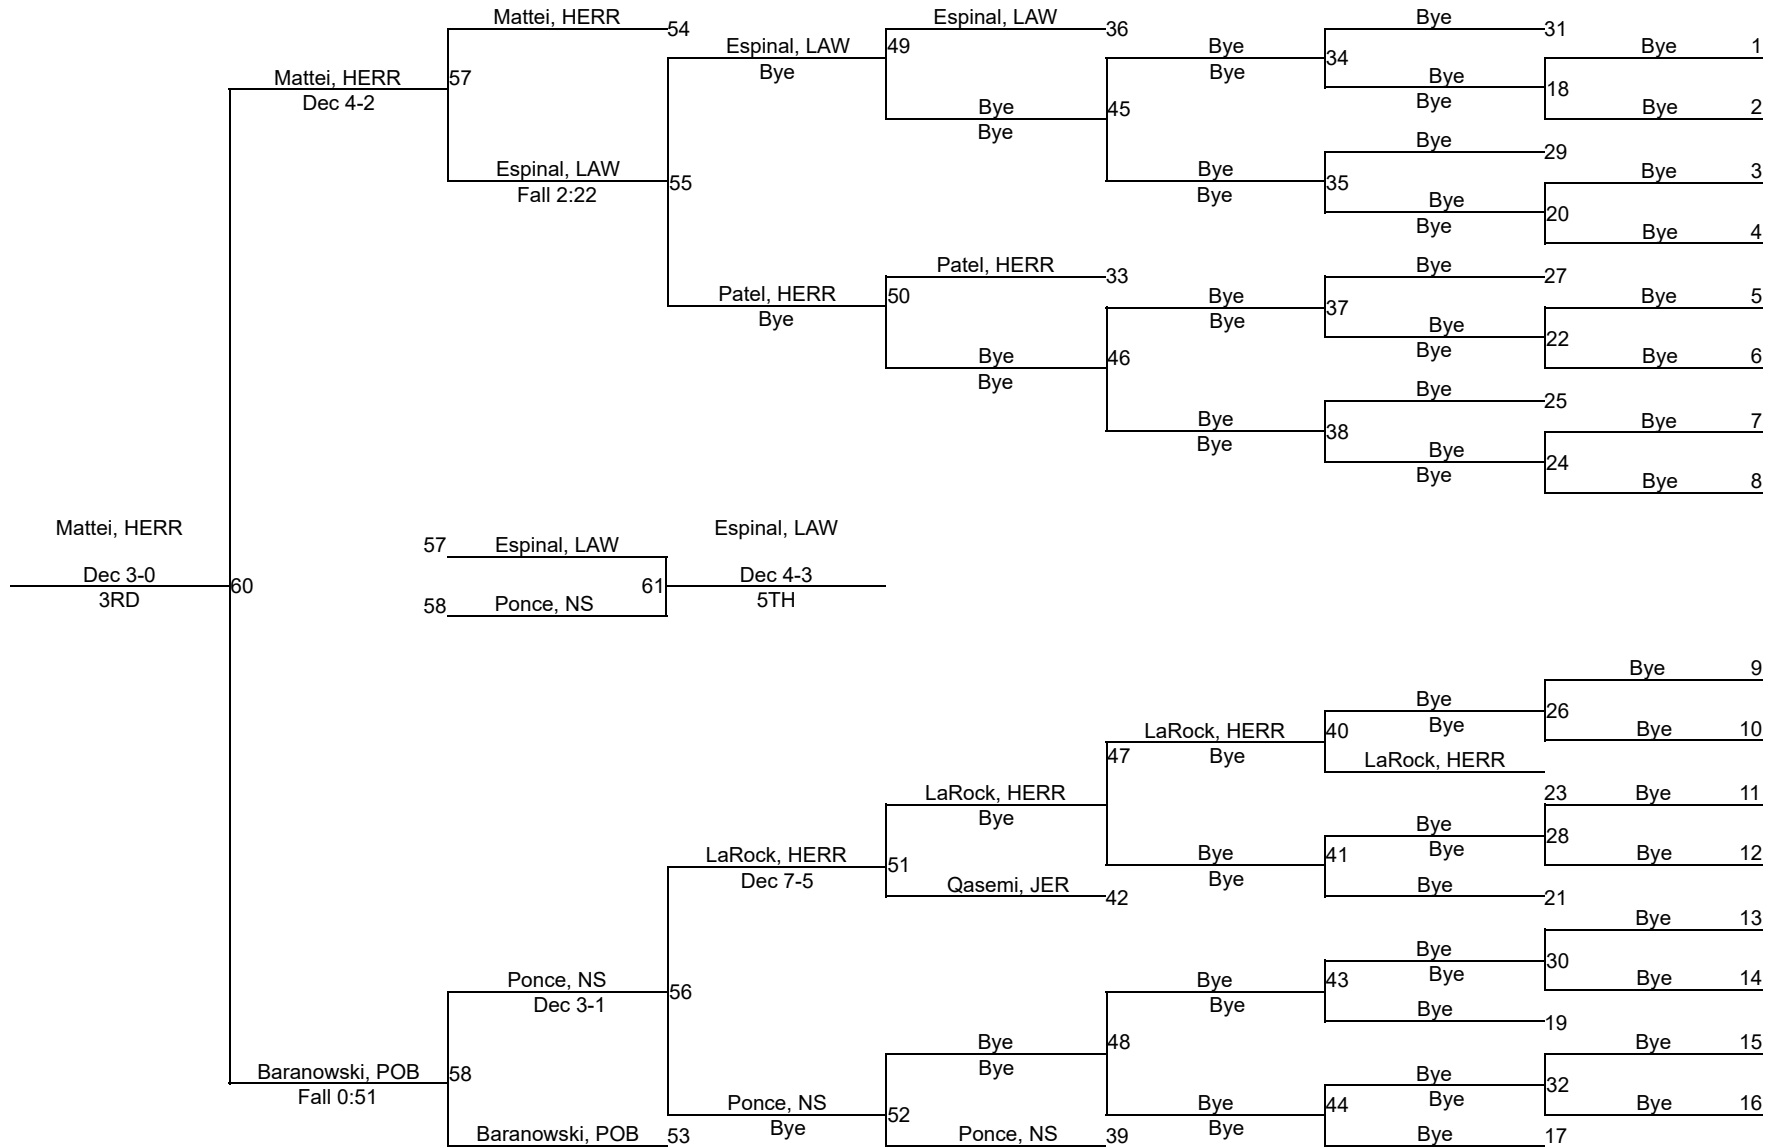 Mattei, HERR
54
Espinal, LAW
36
Bye
31
Espinal, LAW
49
Bye
Bye
1
Bye
Bye
34
Mattei, HERR
57
Bye
18
Dec 4-2
Bye
Bye
2
Bye
45
Bye
Bye
29
Espinal, LAW
Bye
35
Bye
3
Fall 2:22
55
Bye
Bye
20
Bye
Bye
4
Patel, HERR
33
Bye
27
Patel, HERR
50
Bye
37
Bye
5
Bye
Bye
Bye
22
Bye
46
Bye
Bye
6
Bye
Bye
25
Bye
38
Bye
7
Bye
Bye
24
Bye
Bye
8
Mattei, HERR
Espinal, LAW
57
Espinal, LAW
Dec 3-0
60
61
Dec 4-3
3RD
58
Ponce, NS
5TH
Bye
9
Bye
26
LaRock, HERR
40
Bye
Bye
10
47
Bye
LaRock, HERR
LaRock, HERR
23
Bye
11
Bye
Bye
28
LaRock, HERR
51
Bye
41
Bye
Bye
12
Dec 7-5
Bye
Qasemi, JER
42
Bye
21
Bye
13
Bye
30
Ponce, NS
56
Bye
43
Bye
Bye
14
Dec 3-1
Bye
Bye
19
Bye
48
Bye
15
Baranowski, POB
58
Bye
Bye
32
Fall 0:51
Ponce, NS
52
Bye
44
Bye
Bye
16
Baranowski, POB
53
Bye
Ponce, NS
39
Bye
Bye
17